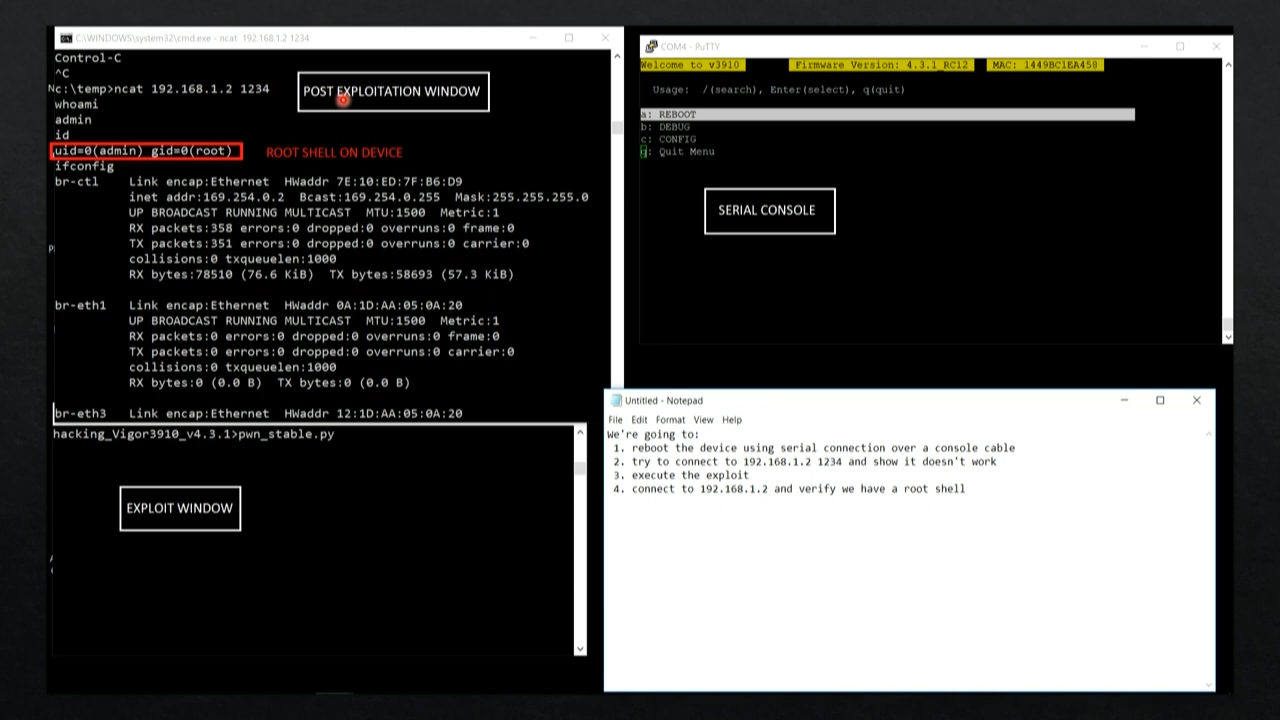 C:\WINDOWS\system32\cmd.exe - ncat 192.168.1.2 1234
Control-C
^C
c:\temp>ncat 192.168.1.2 1234
POST EXPLOITATION WINDOW
whoami
admin
id
uid=0(admin) gid=0(root)
ROOT SHELL ON DEVICE
ifconfig
br-ctl Link encap:Ethernet HWaddr 7E:10:ED:7F:B6:D9
inet addr:169.254.0.2 Bcast:169.254.0.255 Mask:255.255.255.0
UP BROADCAST RUNNING MULTICAST MTU:1500 Metric:1
RX packets:358 errors:0 dropped:0 overruns:0 frame:0
TX packets:351 errors:0 dropped:0 overruns:0 carrier:0
collisions:0 txqueuelen:1000
RX bytes:78510 (76.6 KiB) TX bytes:58693 (57.3 KiB)
br-eth1 Link encap:Ethernet HWaddr 0A:1D:AA:05:0A:20
UP BROADCAST RUNNING MULTICAST MTU:1500 Metric:1
RX packets:0 errors:0 dropped:0 overruns:0 frame:0
TX packets:0 errors:0 dropped:0 overruns:0 carrier:0
collisions:0 txqueuelen:1000
RX bytes:0 (0.0 B) TX bytes:0 (0.0 B)
br-eth3 Link encap:Ethernet HWaddr 12:1D:AA:05:0A:20
hacking_Vigor3910_v4.3.1>pwn_stable.py
EXPLOIT WINDOW
COM4 - PuTTY
Welcome to v3910 Firmware Version: 4.3.1_RC12 MAC: 1449BC1EA458
Usage: /(search), Enter(select), q(quit)
a: REBOOT
b: DEBUG
c: CONFIG
q: Quit Menu
SERIAL CONSOLE
Untitled - Notepad
File Edit Format View Help
We're going to:
1. reboot the device using serial connection over a console cable
2. try to connect to 192.168.1.2 1234 and show it doesn't work
3. execute the exploit
4. connect to 192.168.1.2 and verify we have a root shell